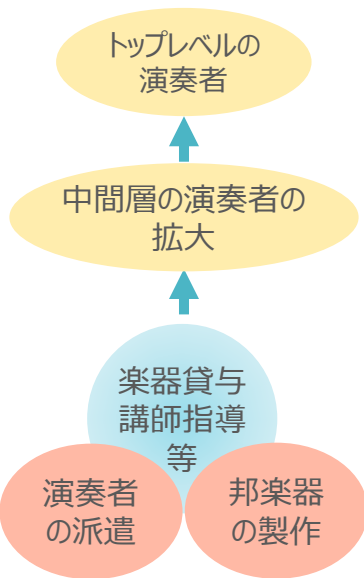 トップレベルの
演奏者
中間層の演奏者の
拡大
楽器貸与
講師指導
等
演奏者
の派遣
邦楽器
の製作